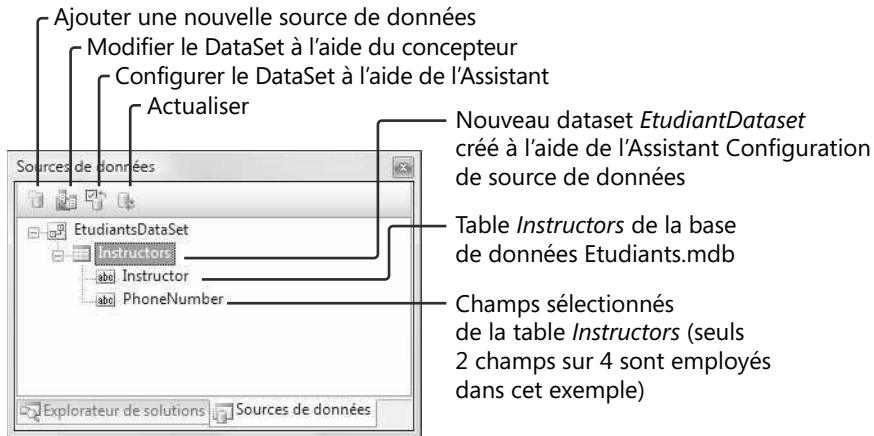 Ajouter une nouvelle source de données
Modifier le DataSet à l'aide du concepteur
Configurer le DataSet à l'aide de l'Assistant
Actualiser
Nouveau dataset EtudiantDataset
créé à l'aide de l'Assistant Configuration
de source de données
Table Instructors de la base
de données Etudiants.mdb
Champs sélectionnés
de la table Instructors (seuls
2 champs sur 4 sont employés
dans cet exemple)
Sources de données
EtudiantsDataSet
Instructors
abc Instructor
abc PhoneNumber
Explorateur de solutions
Sources de données